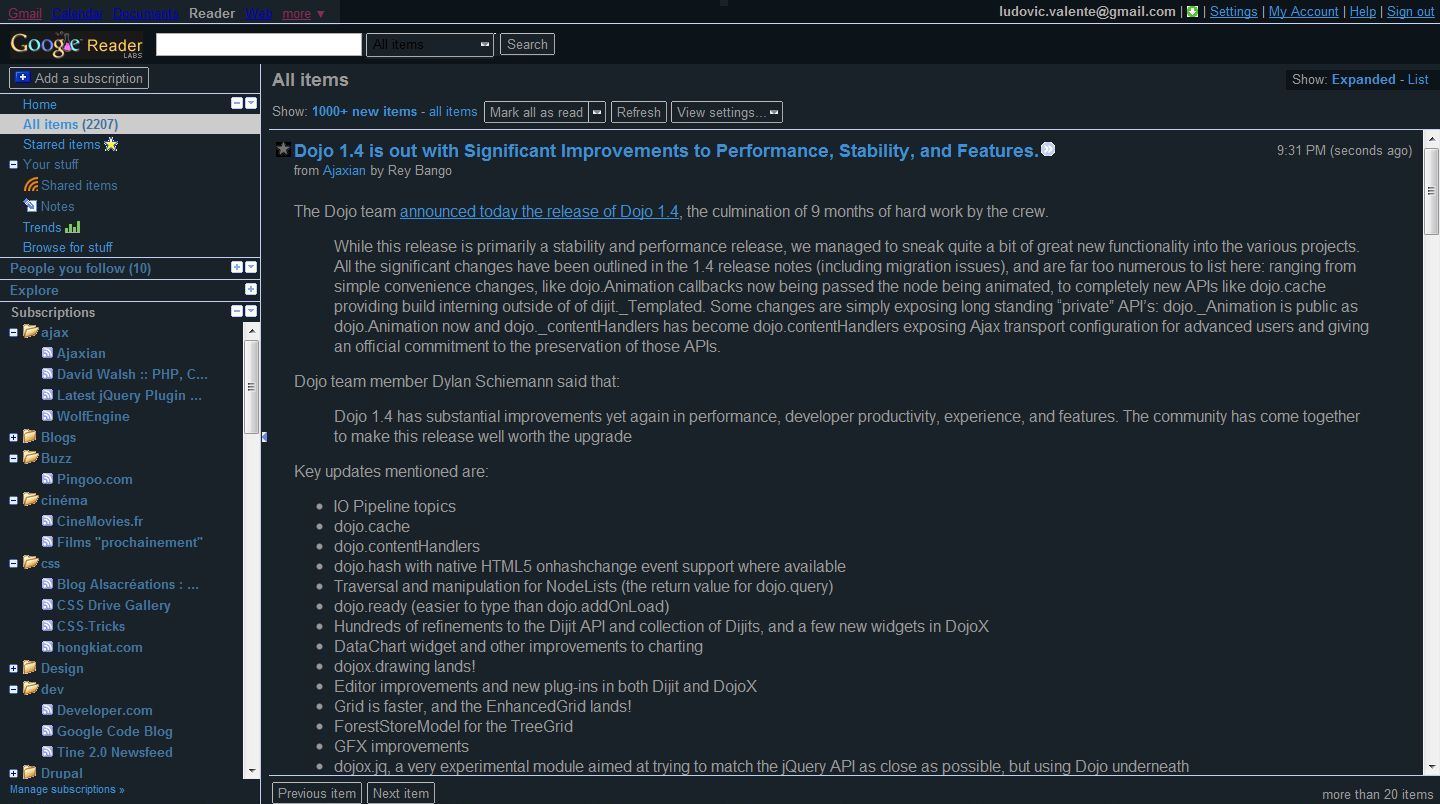 Gmail Calendar Documents Reader Web more ▼
ludovic.valente@gmail.com | | Settings | My Account | Help | Sign out
Google Reader LABS
All items
Search
Add a subscription
Home
All items (2207)
Starred items
Your stuff
Shared items
Notes
Trends
Browse for stuff
People you follow (10)
Explore
Subscriptions
ajax
Ajaxian
David Walsh :: PHP, C...
Latest jQuery Plugin ...
WolfEngine
Blogs
Buzz
Pingoo.com
cinéma
CineMovies.fr
Films "prochainement"
css
Blog Alsacréations : ...
CSS Drive Gallery
CSS-Tricks
hongkiat.com
Design
dev
Developer.com
Google Code Blog
Tine 2.0 Newsfeed
Drupal
Manage subscriptions »
All items
Show: Expanded - List
Show: 1000+ new items - all items Mark all as read Refresh View settings...
Dojo 1.4 is out with Significant Improvements to Performance, Stability, and Features.
9:31 PM (seconds ago)
from Ajaxian by Rey Bango
The Dojo team announced today the release of Dojo 1.4, the culmination of 9 months of hard work by the crew.
While this release is primarily a stability and performance release, we managed to sneak quite a bit of great new functionality into the various projects.
All the significant changes have been outlined in the 1.4 release notes (including migration issues), and are far too numerous to list here: ranging from
simple convenience changes, like dojo.Animation callbacks now being passed the node being animated, to completely new APIs like dojo.cache
providing build interning outside of of dijit._Templated. Some changes are simply exposing long standing “private” API’s: dojo._Animation is public as
dojo.Animation now and dojo._contentHandlers has become dojo.contentHandlers exposing Ajax transport configuration for advanced users and giving
an official commitment to the preservation of those APIs.
Dojo team member Dylan Schiemann said that:
Dojo 1.4 has substantial improvements yet again in performance, developer productivity, experience, and features. The community has come together
to make this release well worth the upgrade
Key updates mentioned are:
• IO Pipeline topics
• dojo.cache
• dojo.contentHandlers
• dojo.hash with native HTML5 onhashchange event support where available
• Traversal and manipulation for NodeLists (the return value for dojo.query)
• dojo.ready (easier to type than dojo.addOnLoad)
• Hundreds of refinements to the Dijit API and collection of Dijits, and a few new widgets in DojoX
• DataChart widget and other improvements to charting
• dojox.drawing lands!
• Editor improvements and new plug-ins in both Dijit and DojoX
• Grid is faster, and the EnhancedGrid lands!
• ForestStoreModel for the TreeGrid
• GFX improvements
• dojox.jq, a very experimental module aimed at trying to match the jQuery API as close as possible, but using Dojo underneath
Previous item Next item
more than 20 items